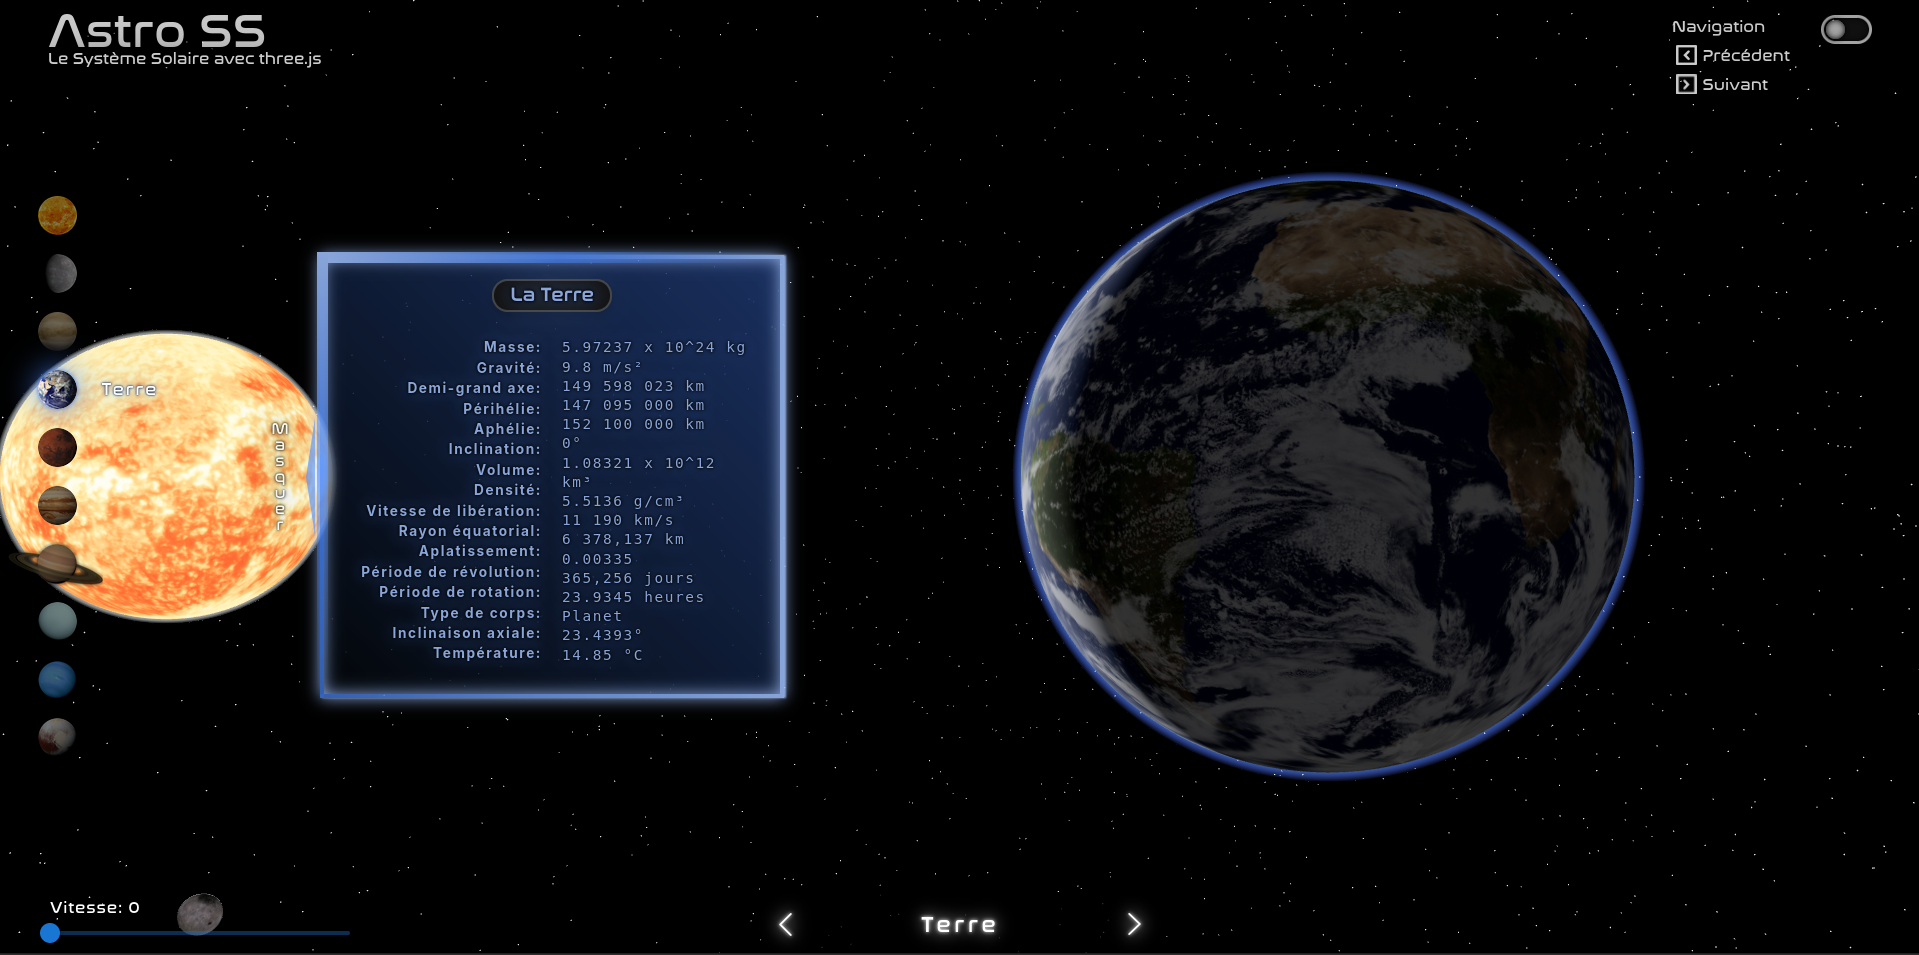 Astro SS
Le Système Solaire avec three.js
Navigation
Précédent
Suivant
Terre
Masquer
La Terre
Masse: 5.97237 x 10^24 kg
Gravité: 9.8 m/s²
Demi-grand axe: 149 598 023 km
Périhélie: 147 095 000 km
Aphélie: 152 100 000 km
Inclination: 0°
Volume: 1.08321 x 10^12
km³
Densité: 5.5136 g/cm³
Vitesse de libération: 11 190 km/s
Rayon équatorial: 6 378,137 km
Aplatissement: 0.00335
Période de révolution: 365,256 jours
Période de rotation: 23.9345 heures
Type de corps: Planet
Inclinaison axiale: 23.4393°
Température: 14.85 °C
Vitesse: 0
Terre